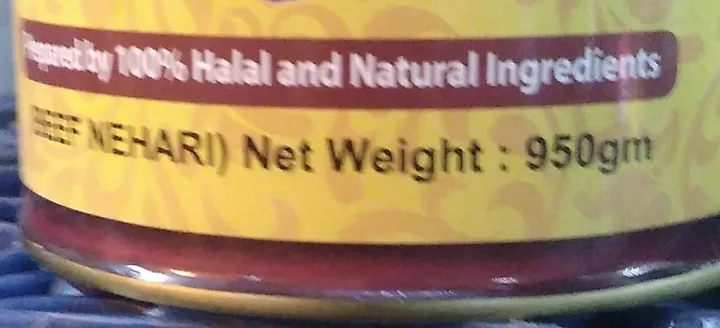 Prepared by 100% Halal and Natural Ingredients
BEEF NEHARI) Net Weight : 950gm